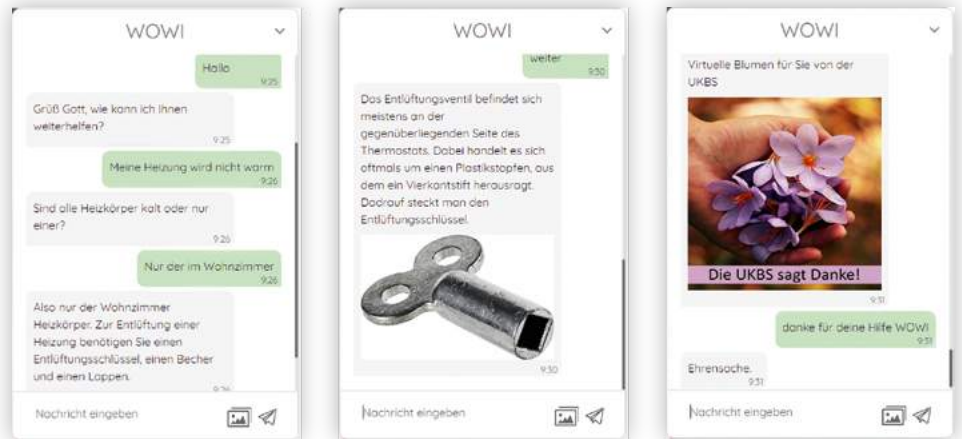 WOWI
Hallo
9:25
Grüß Gott, wie kann ich Ihnen
weiterhelfen?
9:25
Meine Heizung wird nicht warm
9:26
Sind alle Heizkörper kalt oder nur
einer?
9:26
Nur der im Wohnzimmer
9:26
Also nur der Wohnzimmer
Heizkörper. Zur Entlüftung einer
Heizung benötigen Sie einen
Entlüftungsschlüssel, einen Becher
und einen Lappen.
9:26
Nachricht eingeben
WOWI
weiter
9:30
Das Entlüftungsventil befindet sich
meistens an der
gegenüberliegenden Seite des
Thermostats. Dabei handelt es sich
oftmals um einen Plastikstopfen, aus
dem ein Vierkantstift herausragt.
Dadrauf steckt man den
Entlüftungsschlüssel.
9:30
Nachricht eingeben
WOWI
Virtuelle Blumen für Sie von der
UKBS
Die UKBS sagt Danke!
9:31
danke für deine Hilfe WOWI
9:31
Ehrensache.
9:31
Nachricht eingeben